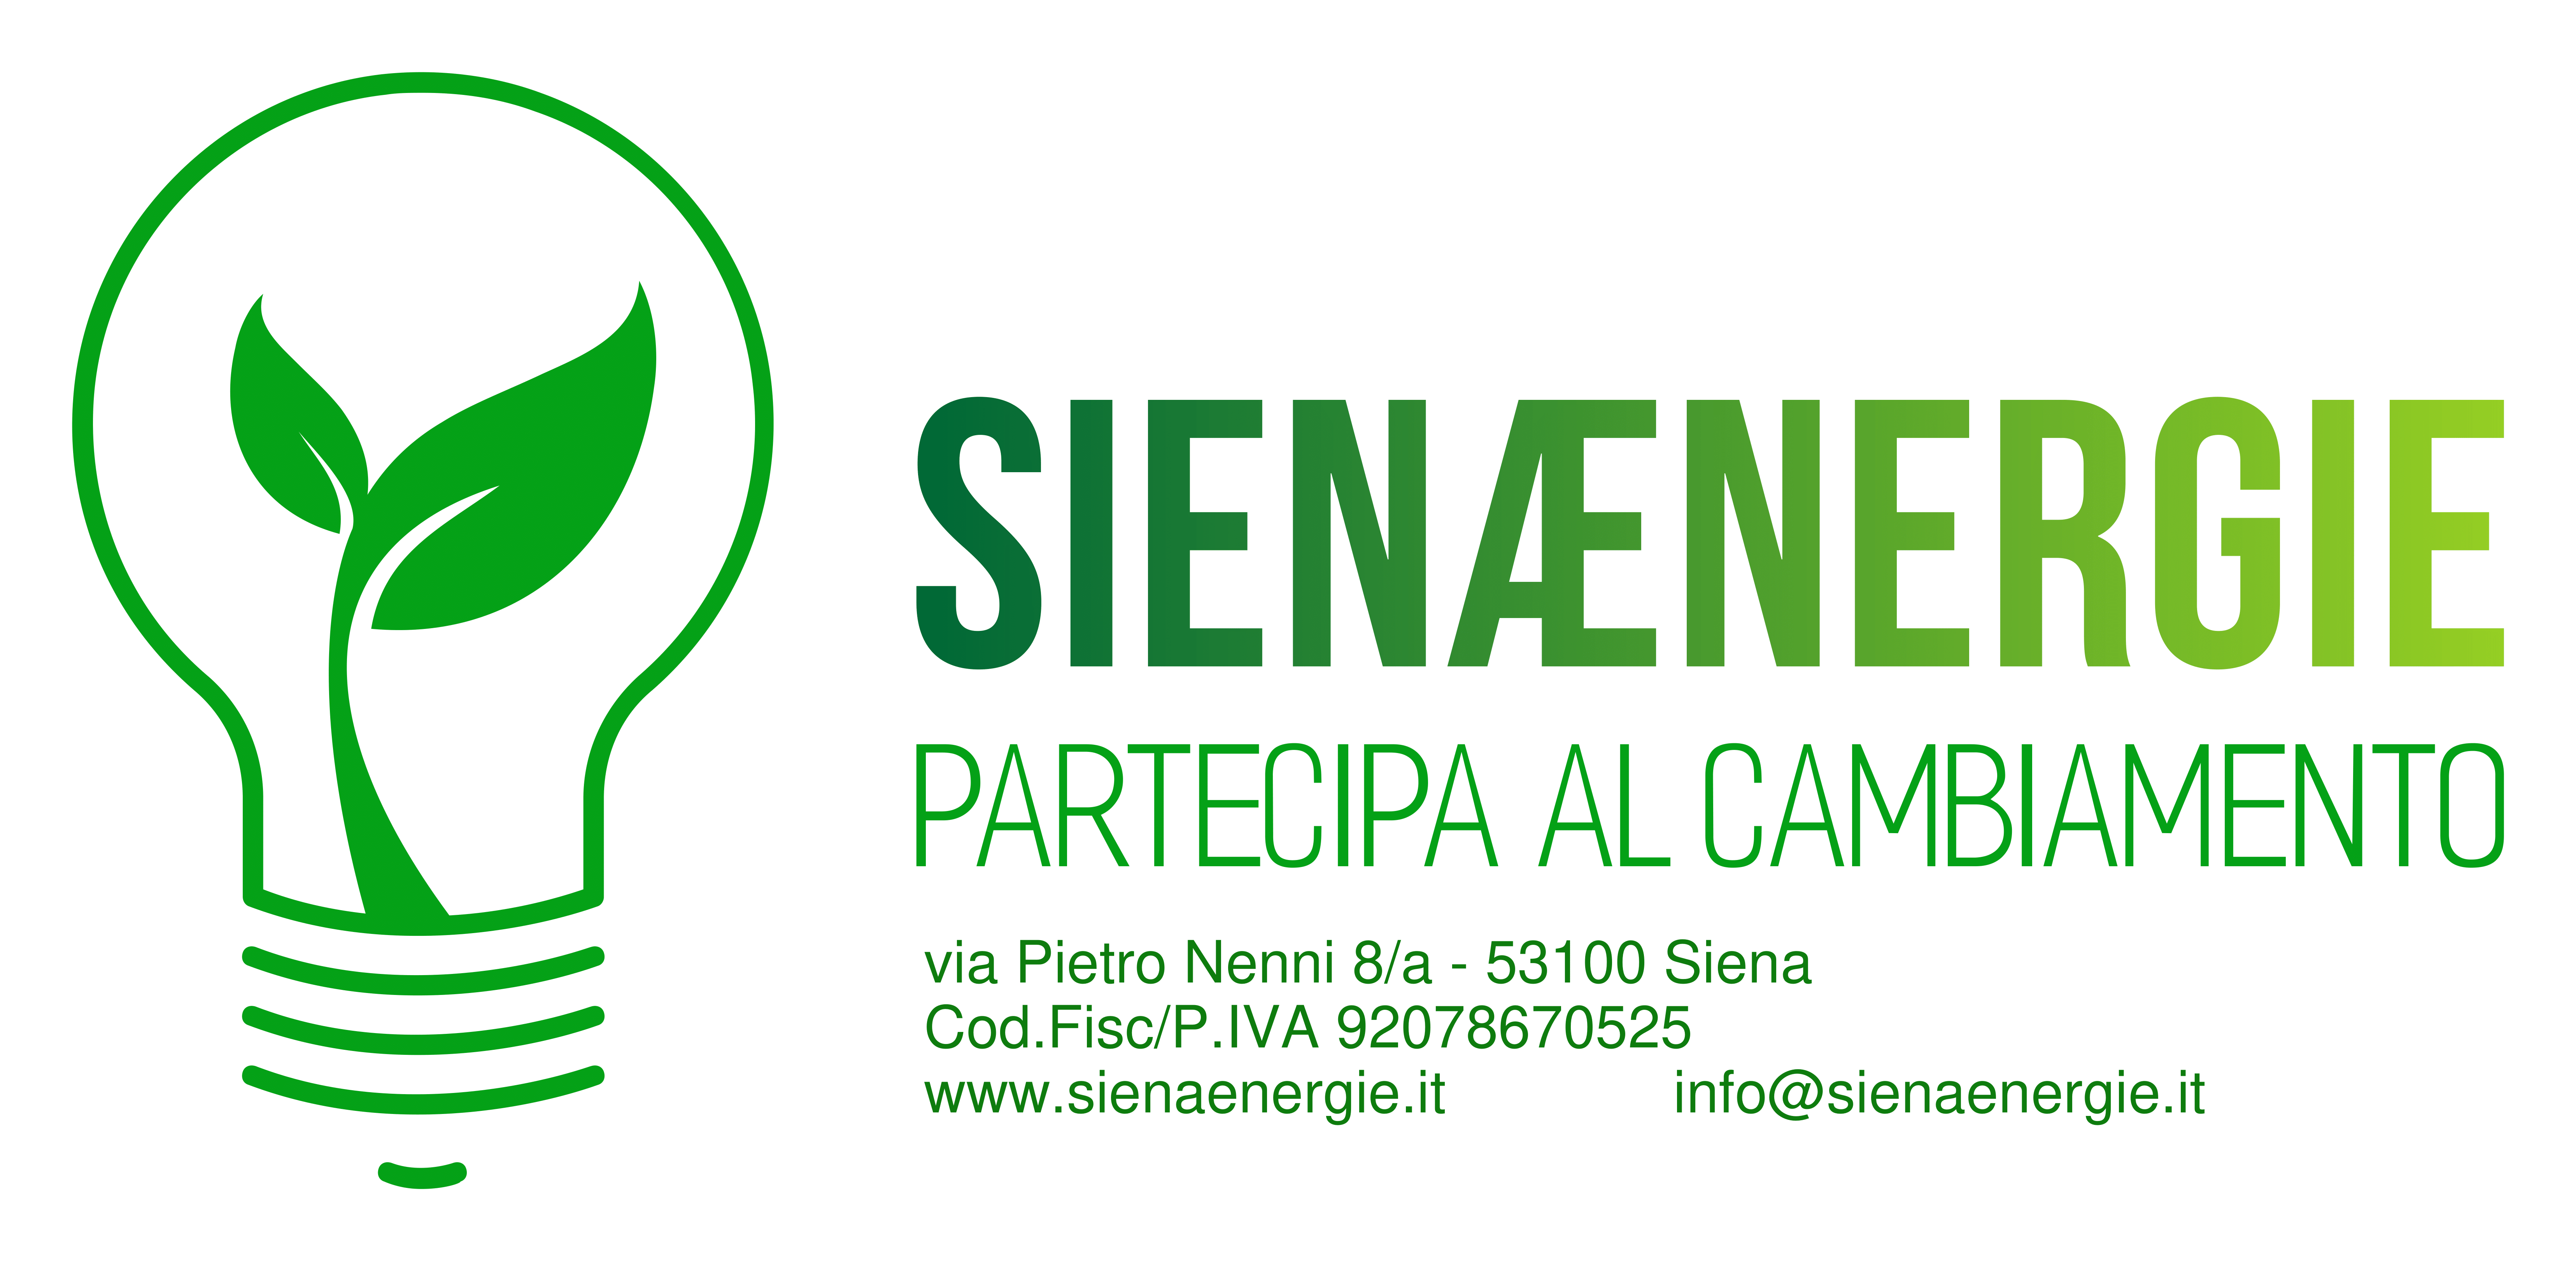 SIENÆNERGIE
PARTECIPA AL CAMBIAMENTO
via Pietro Nenni 8/a - 53100 Siena
Cod.Fisc/P.IVA 92078670525
www.sienaenergie.it info@sienaenergie.it